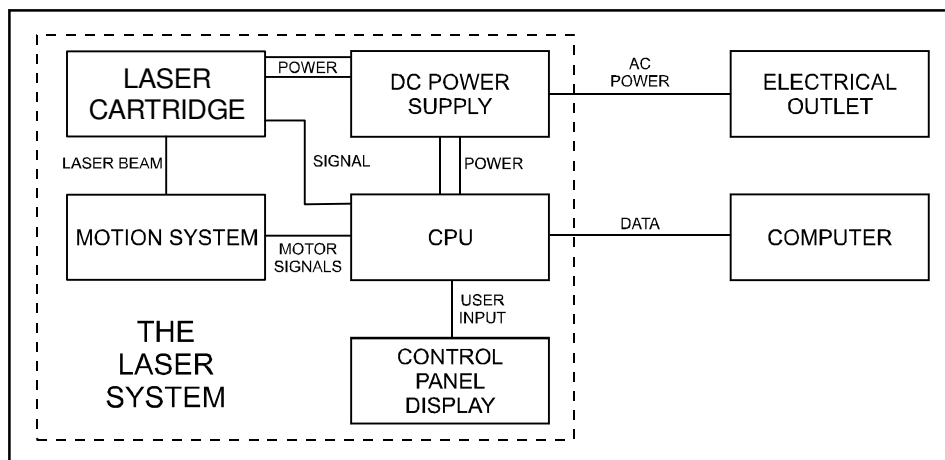 LASER
CARTRIDGE
POWER
DC POWER
SUPPLY
AC
POWER
ELECTRICAL
OUTLET
LASER BEAM
SIGNAL
POWER
MOTION SYSTEM
MOTOR
SIGNALS
CPU
DATA
COMPUTER
USER
INPUT
THE
LASER
SYSTEM
CONTROL
PANEL
DISPLAY